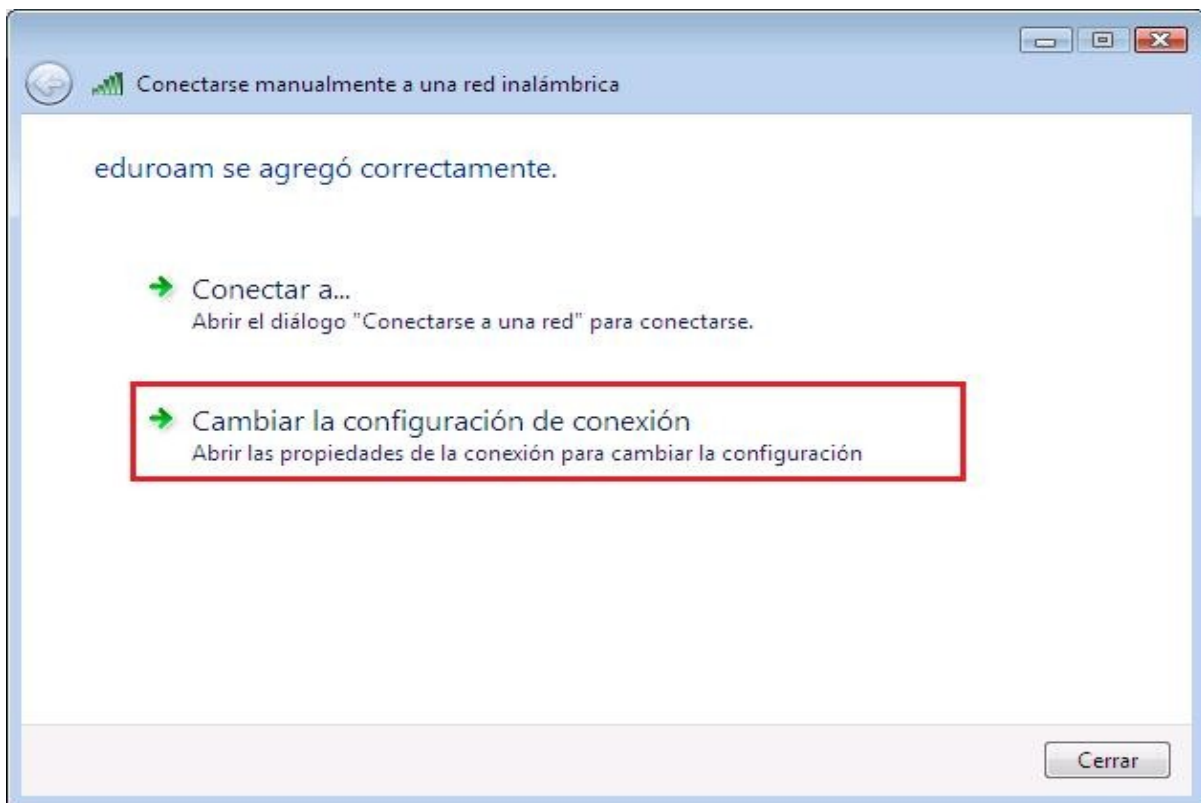 Conectarse manualmente a una red inalámbrica
eduroam se agregó correctamente.
Conectar a...
Abrir el diálogo "Conectarse a una red" para conectarse.
Cambiar la configuración de conexión
Abrir las propiedades de la conexión para cambiar la configuración
Cerrar